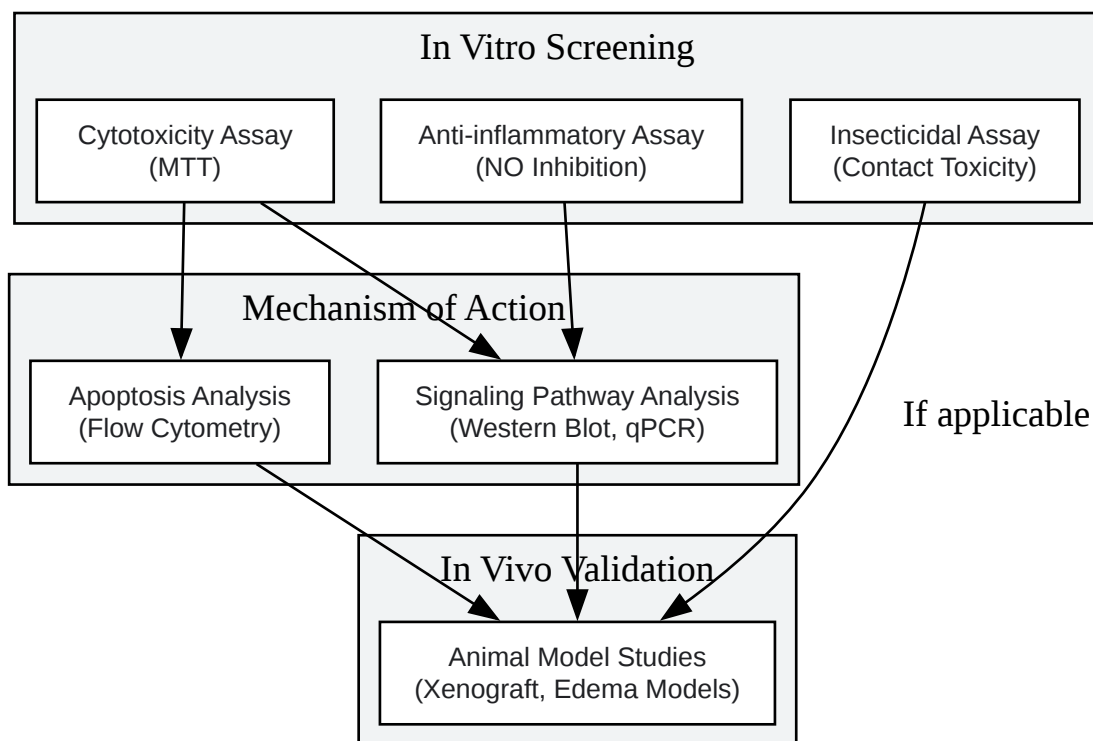 In Vitro Screening
Cytotoxicity Assay
(MTT)
Anti-inflammatory Assay
(NO Inhibition)
Insecticidal Assay
(Contact Toxicity)
Mechanism of Action
Apoptosis Analysis
(Flow Cytometry)
Signaling Pathway Analysis
(Western Blot, qPCR)
If applicable
In Vivo Validation
Animal Model Studies
(Xenograft, Edema Models)